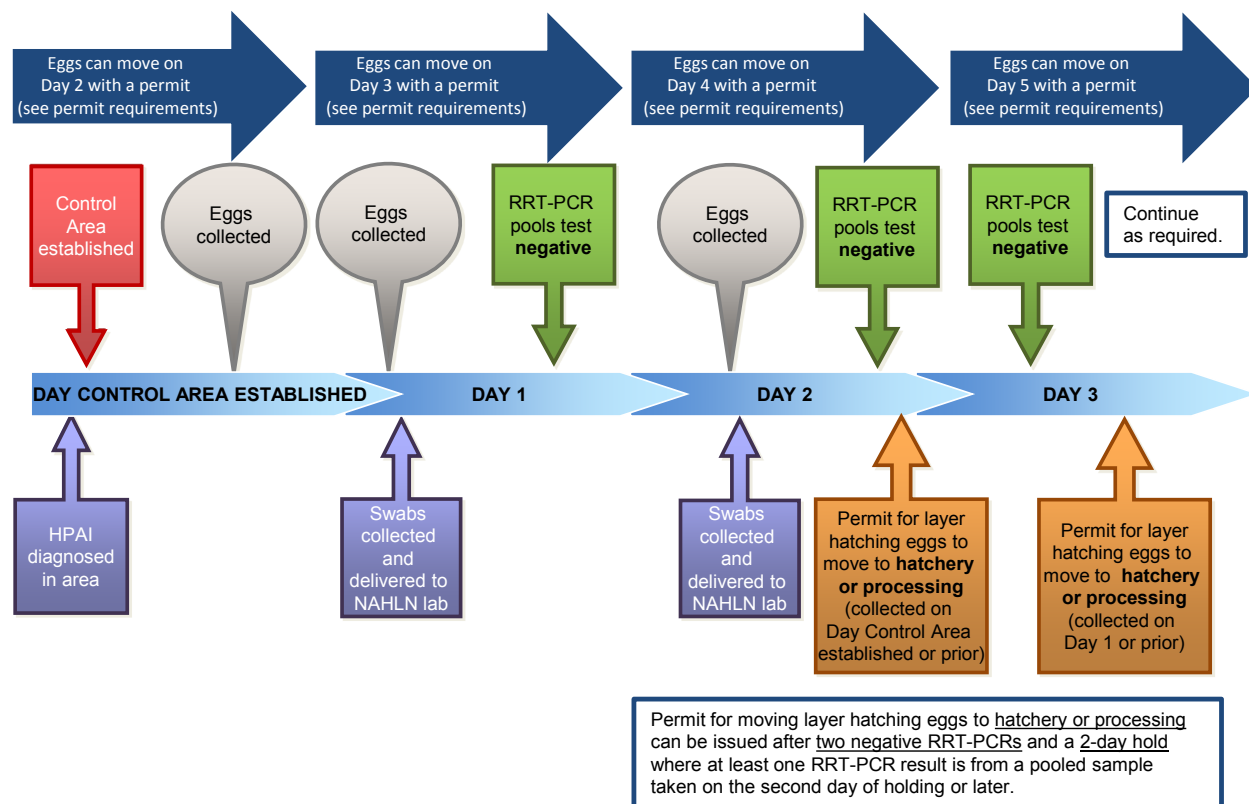 Eggs can move on
Day 2 with a permit
(see permit requirements)
Eggs can move on
Day 3 with a permit
(see permit requirements)
Eggs can move on
Day 4 with a permit
(see permit requirements)
Eggs can move on
Day 5 with a permit
(see permit requirements)
Control
Area
established
Eggs
collected
Eggs
collected
RRT-PCR
pools test
negative
Eggs
collected
RRT-PCR
pools test
negative
RRT-PCR
pools test
negative
Continue
as required.
DAY CONTROL AREA ESTABLISHED
DAY 1
DAY 2
DAY 3
HPAI
diagnosed
in area
Swabs
collected
and
delivered to
NAHLN lab
Swabs
collected
and
delivered to
NAHLN lab
Permit for layer
hatching eggs to
move to hatchery
or processing
(collected on
Day Control Area
established or prior)
Permit for layer
hatching eggs to
move to hatchery
or processing
(collected on
Day 1 or prior)
Permit for moving layer hatching eggs to hatchery or processing
can be issued after two negative RRT-PCRs and a 2-day hold
where at least one RRT-PCR result is from a pooled sample
taken on the second day of holding or later.